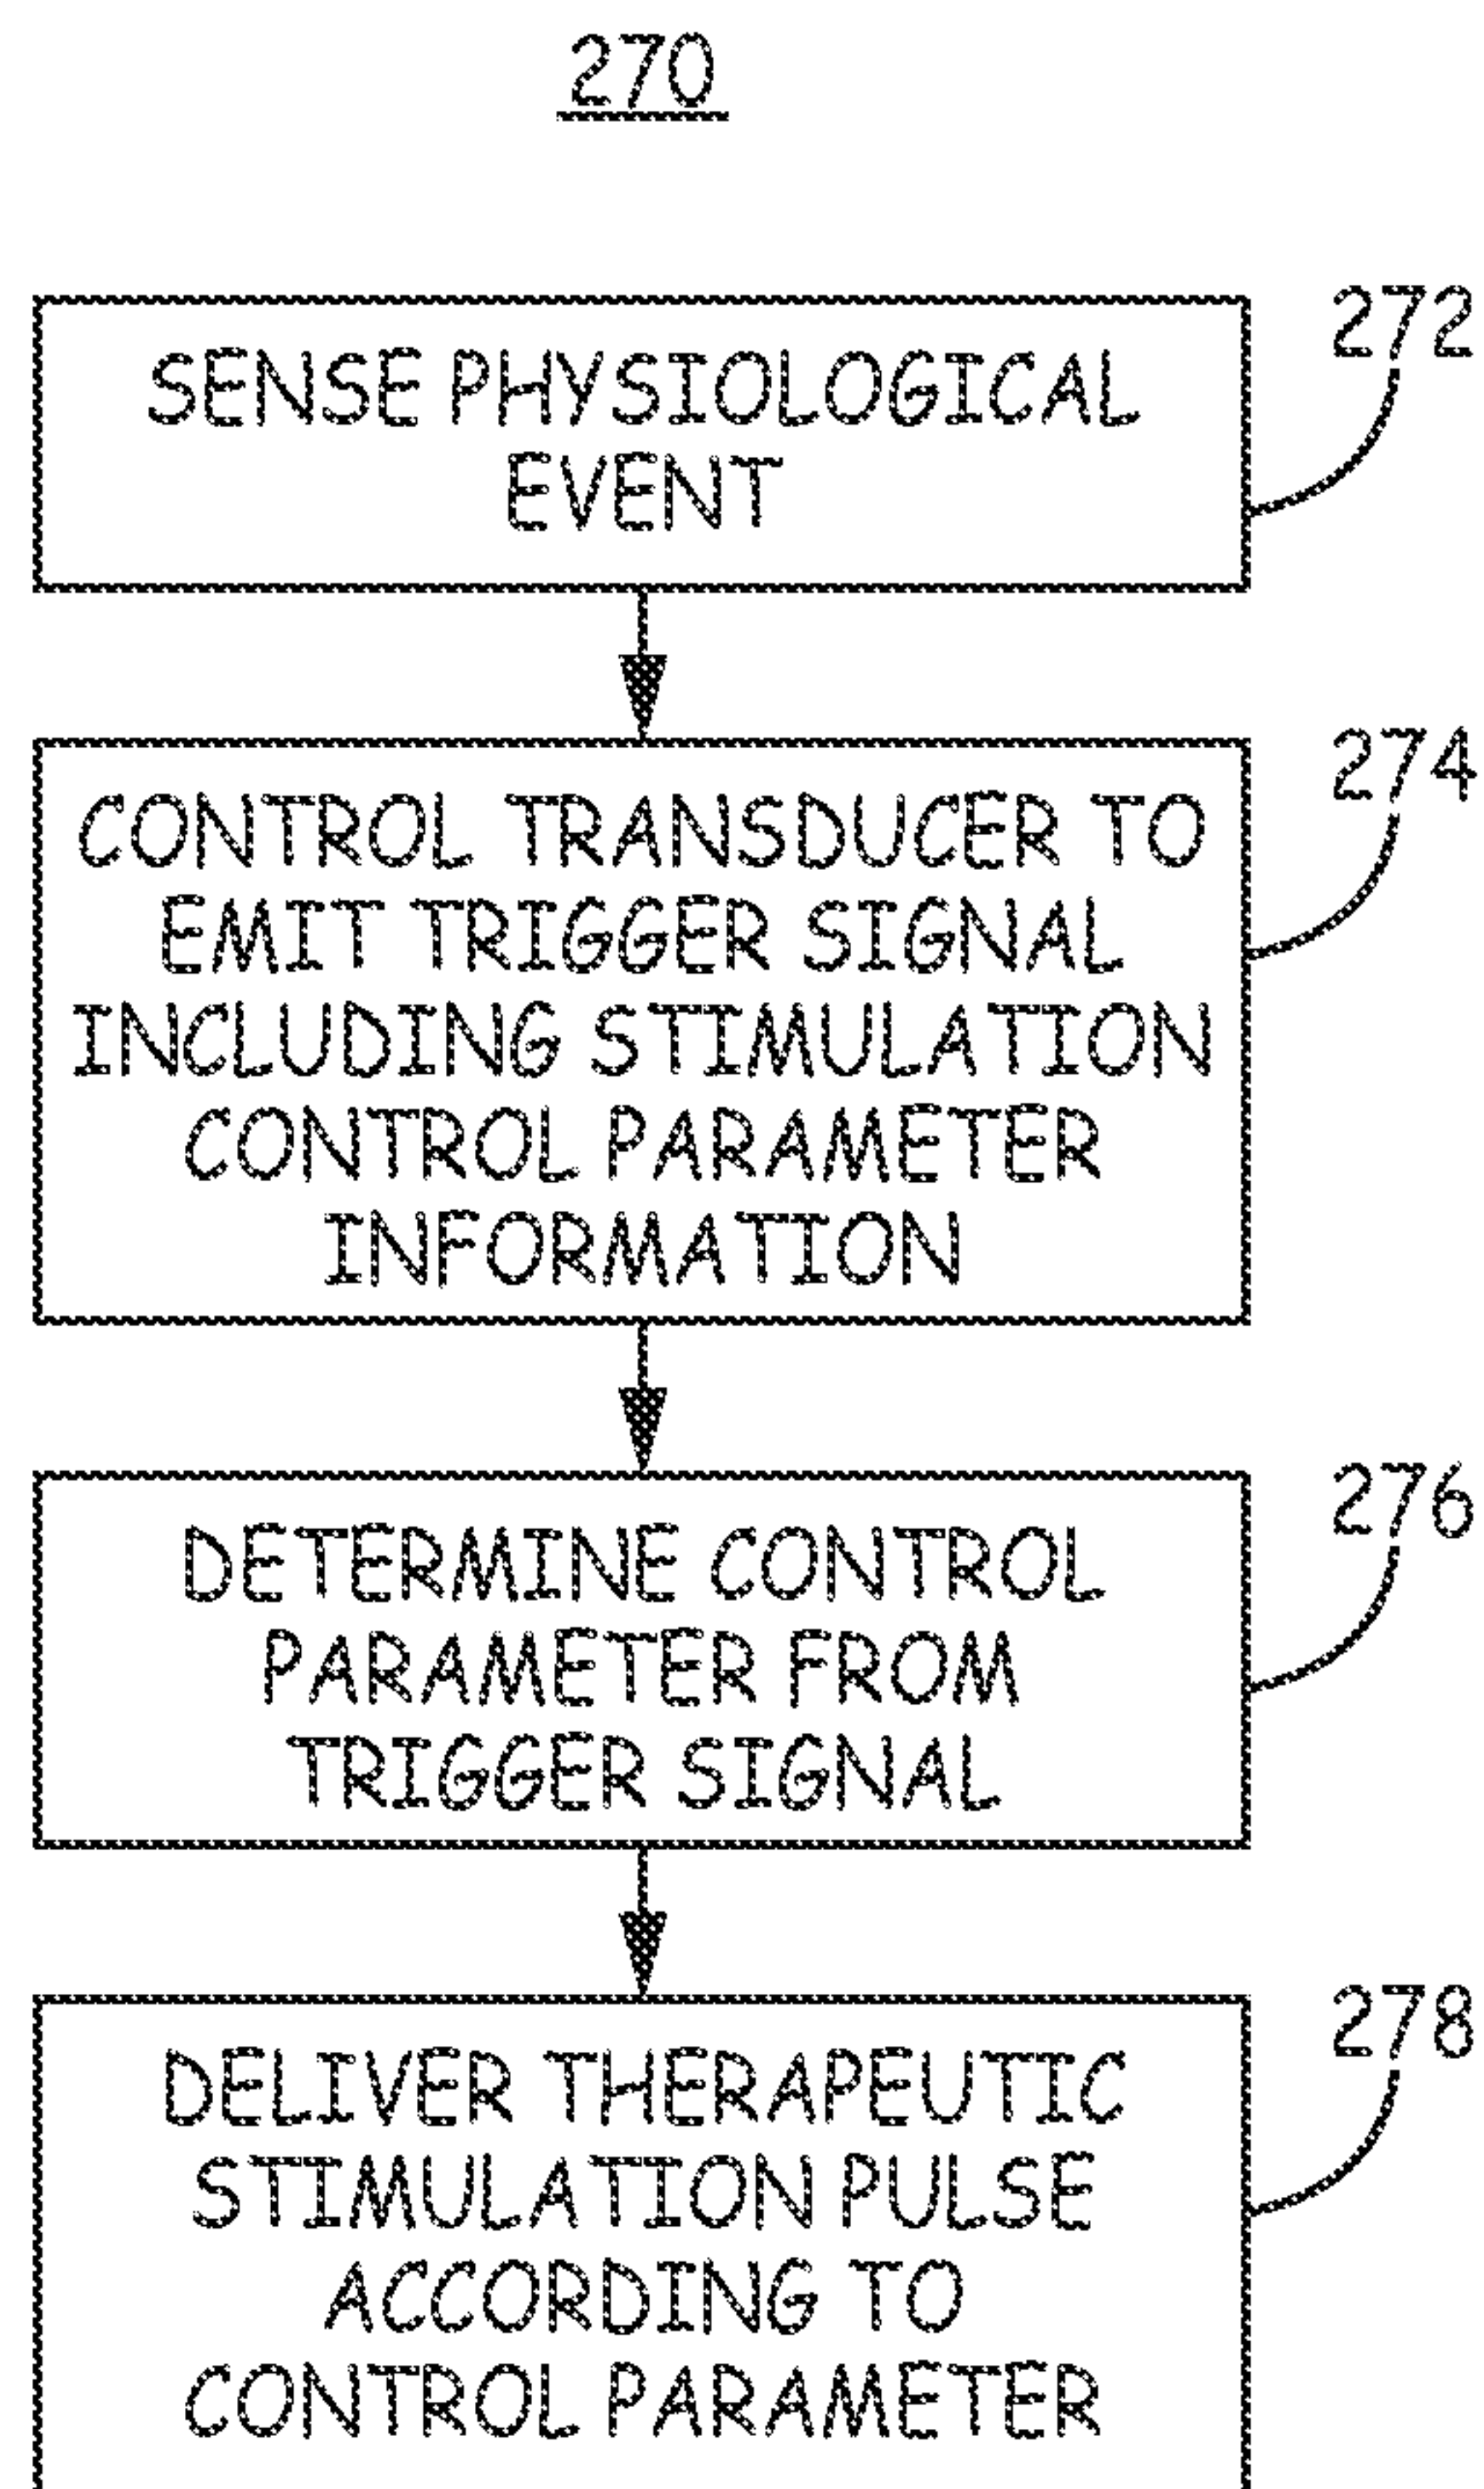 270
272
SENSE PHYSIOLOGICAL
EVENT
274
CONTROL TRANSDUCER TO
EMIT TRIGGER SIGNAL
INCLUDING STIMULATION
CONTROL PARAMETER
INFORMATION
276
DETERMINE CONTROL
PARAMETER FROM
TRIGGER SIGNAL
278
DELIVER THERAPEUTIC
STIMULATION PULSE
ACCORDING TO
CONTROL PARAMETER